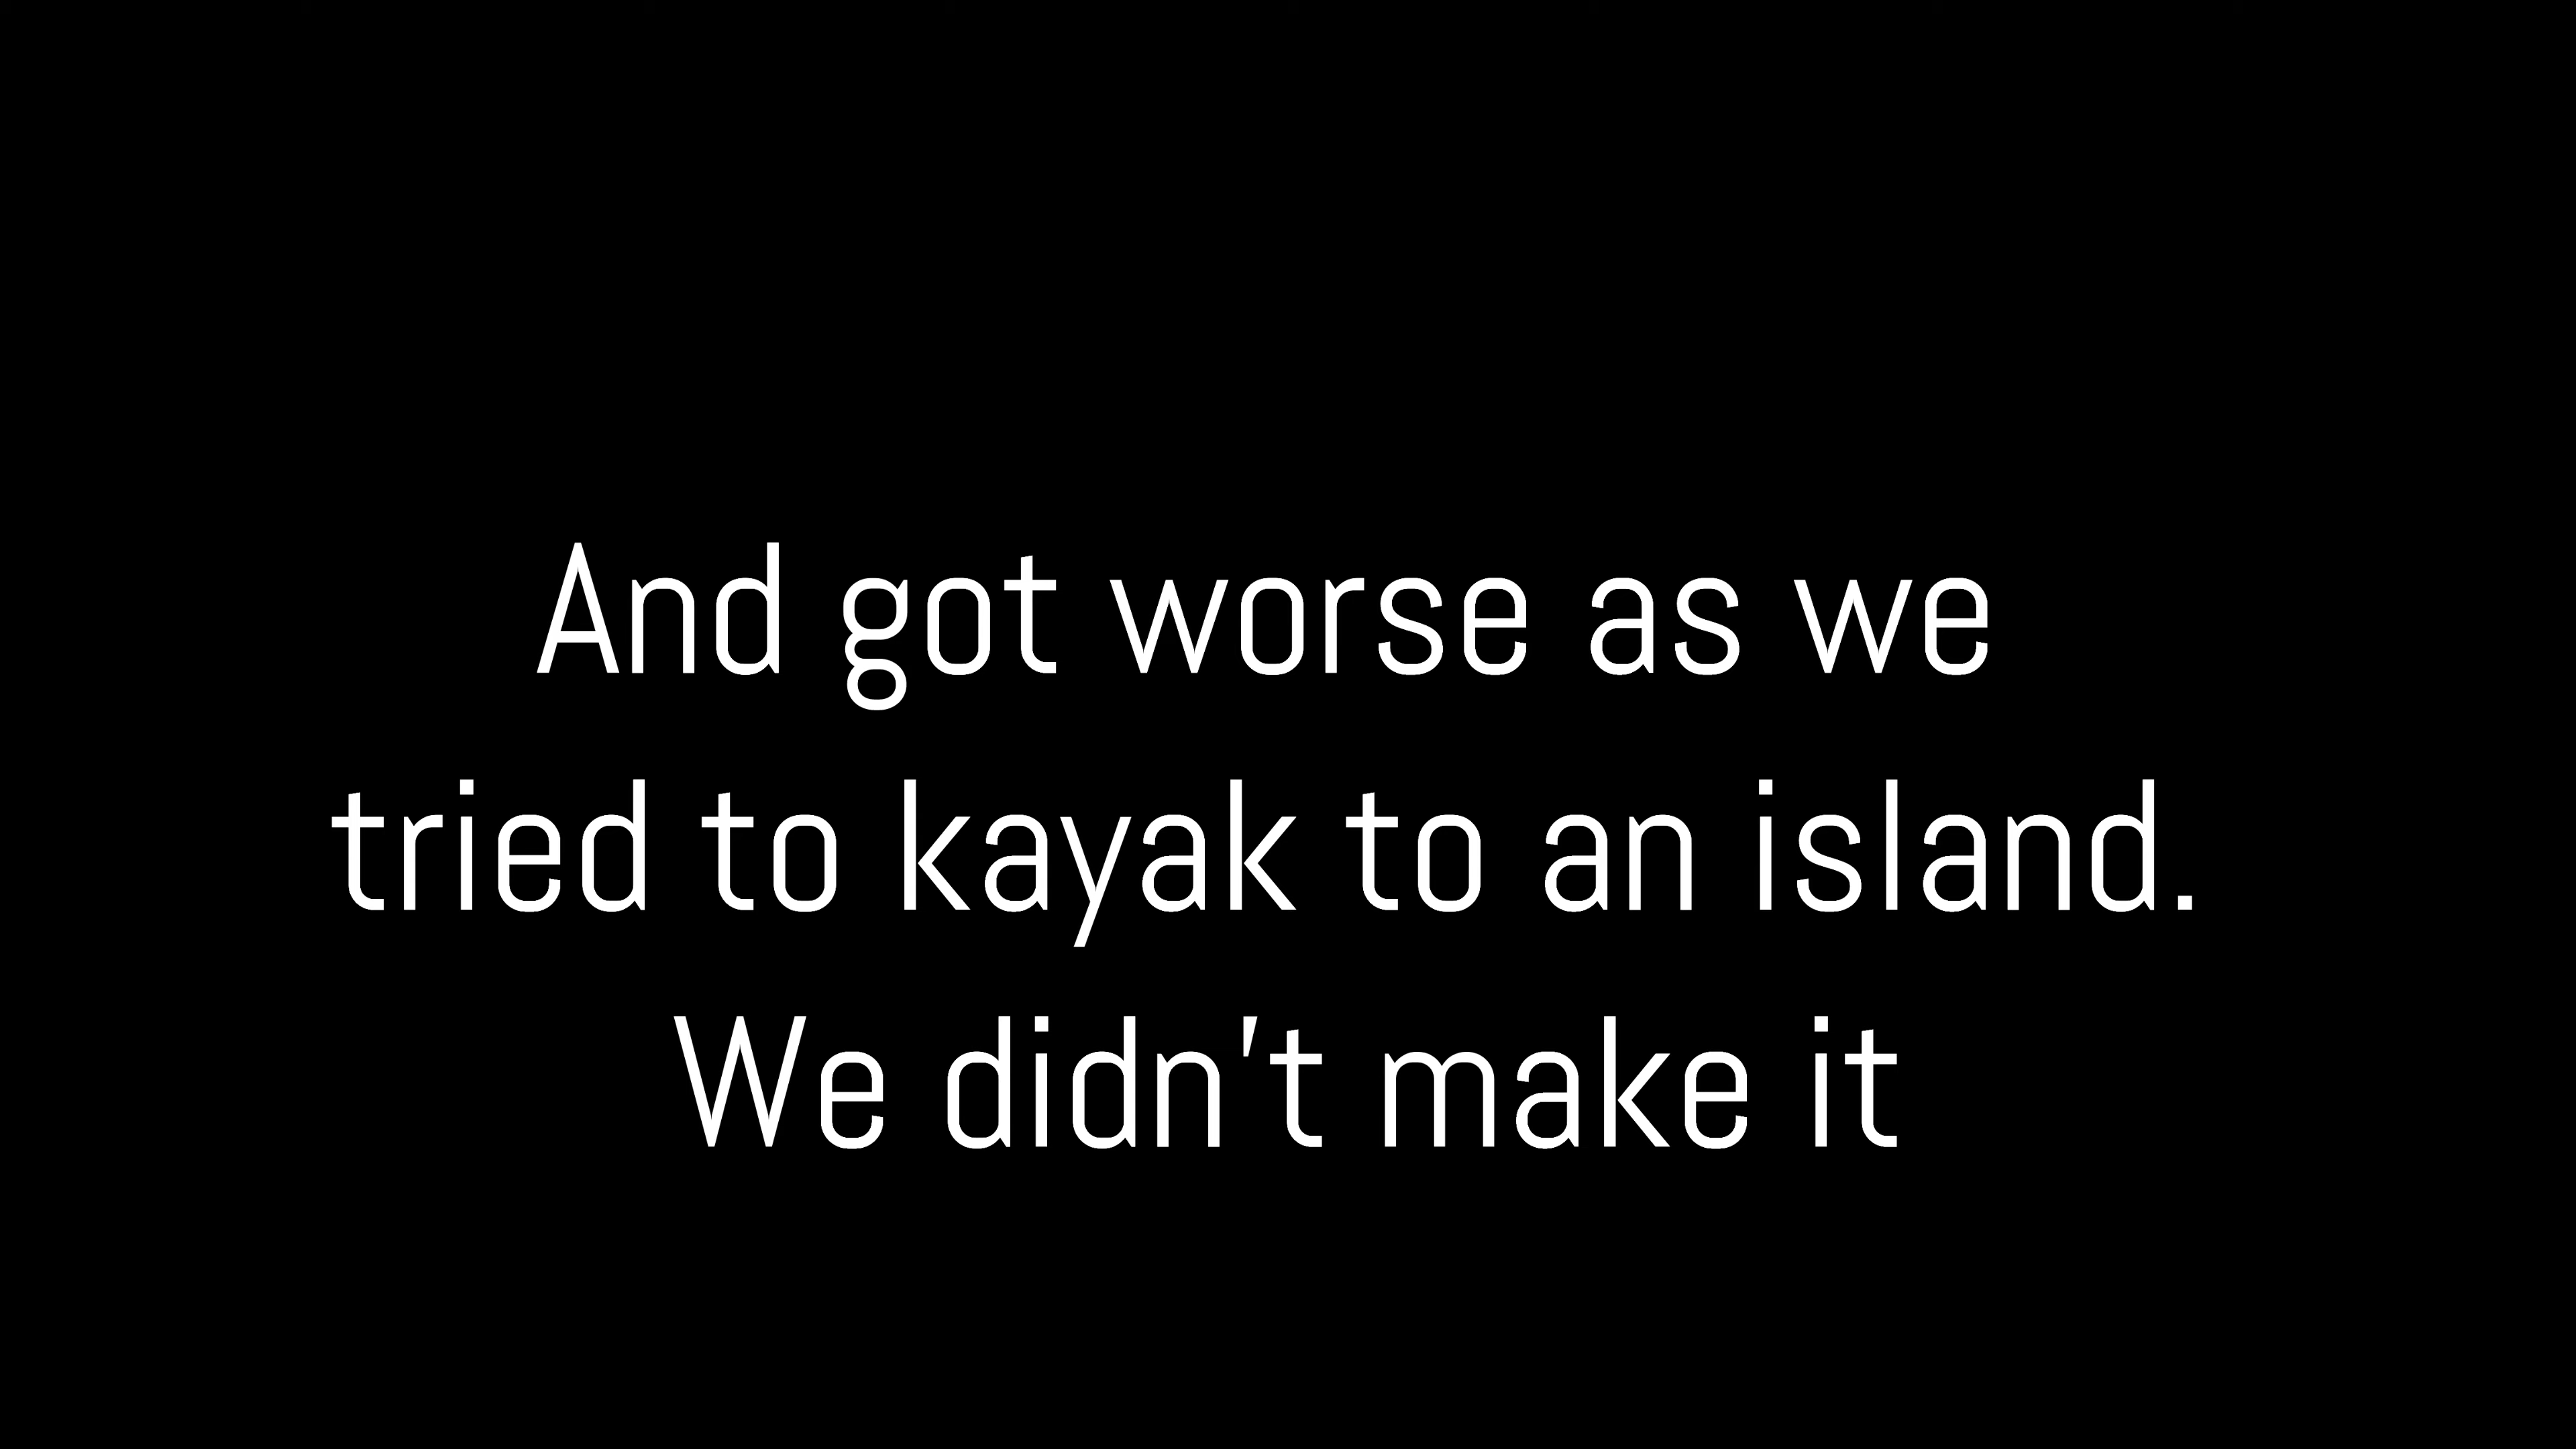 And got worse as we
tried to kayak to an island.
We didn't make it